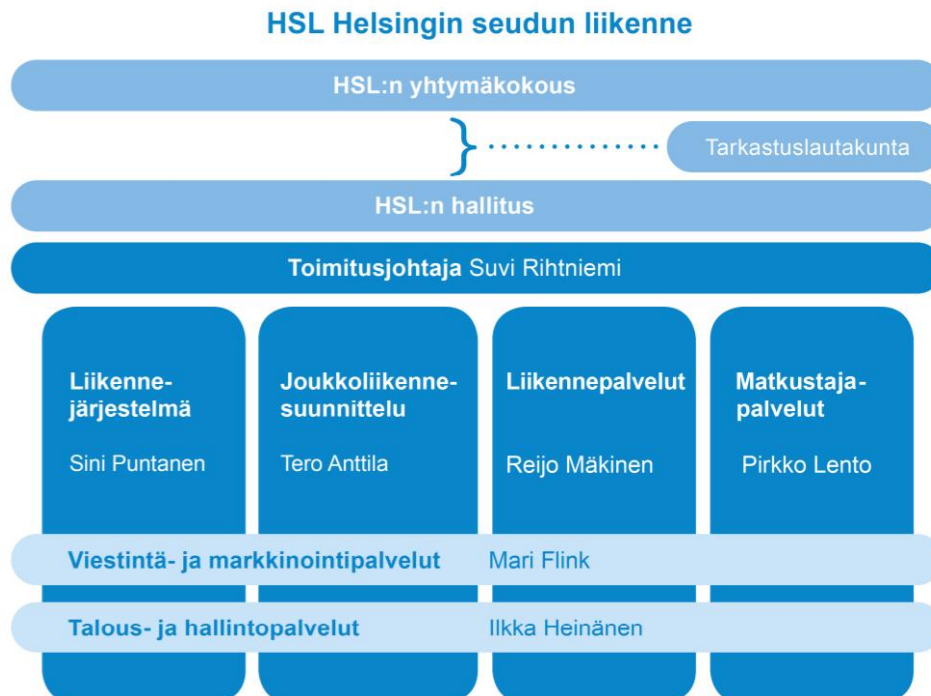 HSL Helsingin seudun liikenne
HSL:n yhtymäkokous
Tarkastuslautakunta
HSL:n hallitus
Toimitusjohtaja Suvi Rihtniemi
Liikenne-
järjestelmä
Sini Puntanen
Joukkoliikenne-
suunnittelu
Tero Anttila
Liikennepalvelut
Reijo Mäkinen
Matkustaja-
palvelut
Pirkko Lento
Viestintä- ja markkinointipalvelut Mari Flink
Talous- ja hallintopalvelut Ilkka Heinänen